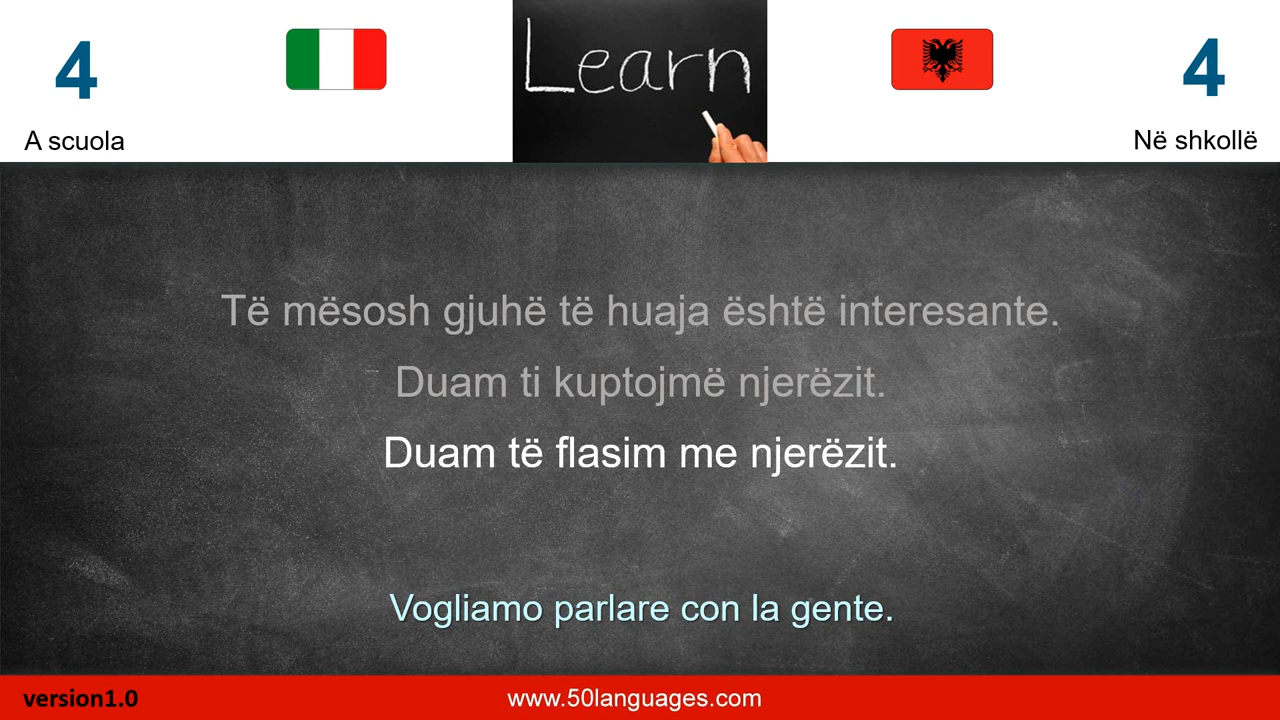 4
A scuola
Learn
4
Në shkollë
Të mësosh gjuhë të huaja është interesante.
Duam ti kuptojmë njerëzit.
Duam të flasim me njerëzit.
Vogliamo parlare con la gente.
version1.0
www.50languages.com